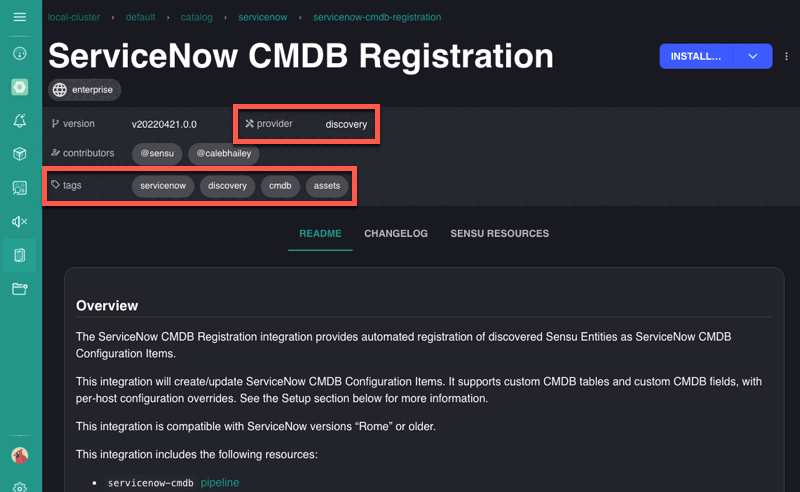 local-cluster › default › catalog › servicenow › servicenow-cmdb-registration
ServiceNow CMDB Registration
INSTALL...
enterprise
version v20220421.0.0 provider discovery
contributors @sensu @calebhailey
tags servicenow discovery cmdb assets
README CHANGELOG SENSU RESOURCES
Overview
The ServiceNow CMDB Registration integration provides automated registration of discovered Sensu Entities as ServiceNow CMDB
Configuration Items.
This integration will create/update ServiceNow CMDB Configuration Items. It supports custom CMDB tables and custom CMDB fields, with
per-host configuration overrides. See the Setup section below for more information.
This integration is compatible with ServiceNow versions “Rome” or older.
This integration includes the following resources:
• servicenow-cmdb pipeline